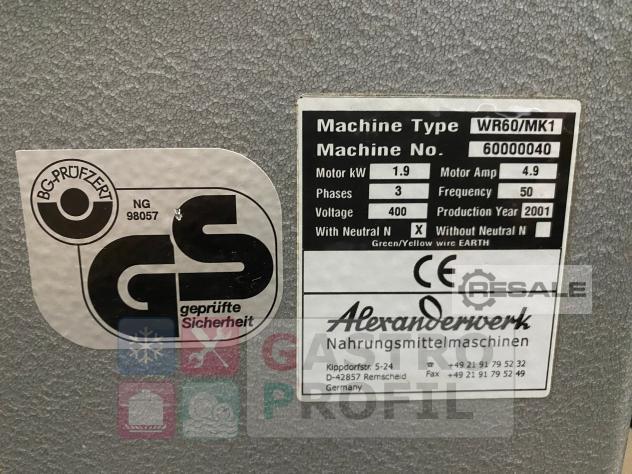 BG-PRÜFZERT
NG
98057
GS
geprüfte
Sicherheit
Machine Type WR60/MK1
Machine No. 60000040
Motor kW 1.9 Motor Amp 4.9
Phases 3 Frequency 50
Voltage 400 Production Year 2001
With Neutral N X Without Neutral N
Green/Yellow wire EARTH
CE
RESALE
Alexanderwerk
Nahrungsmittelmaschinen
Kippdorfstr. 6-24 ☎ +49 21 91 79 52 32
D-42857 Remscheid Fax +49 21 91 79 52 49
Germany
GASTRO
PROFIL